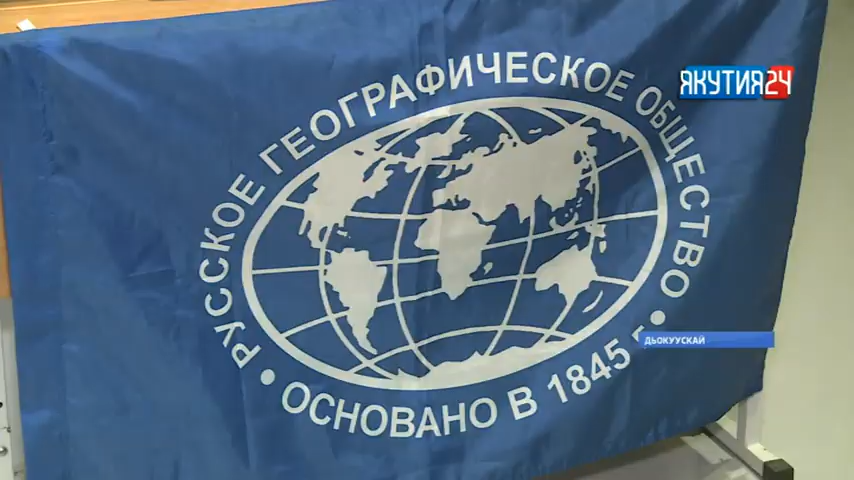 РУССКОЕ ГЕОГРАФИЧЕСКОЕ ОБЩЕСТВО
ЯКУТИЯ24
ДЬОКУУСКАЙ
• ОСНОВАНО В 1845 •